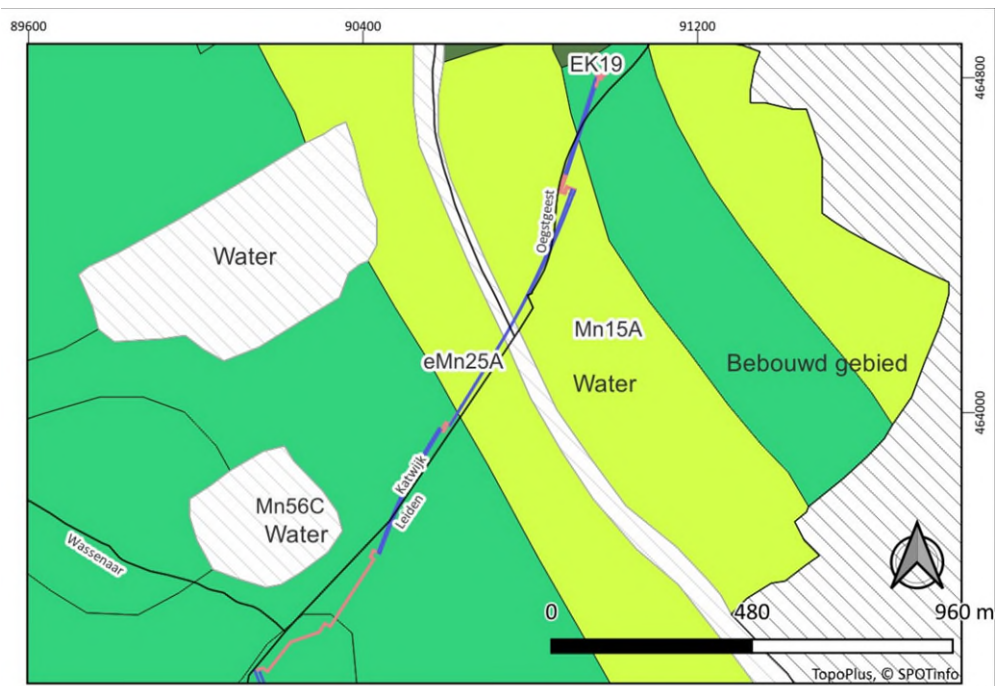 89600
90400
91200
EK19
464800
Oegstgeest
Water
Mn15A
eMn25A
Bebouwd gebied
Water
464000
Katwijk
Leiden
Mn56C
Water
Wassenaar
0
480
960 m
TopoPlus, © SPOTinfo